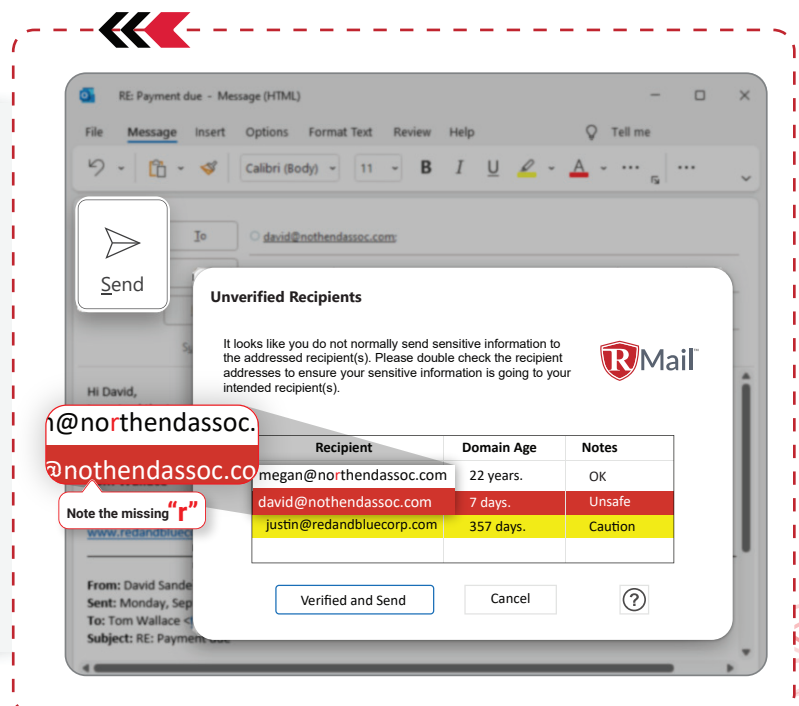 RE: Payment due - Message (HTML)
File Message Insert Options Format Text Review Help Tell me
Calibri (Body) 11 B I U A
To david@nothendassoc.com;
Send
Unverified Recipients
It looks like you do not normally send sensitive information to
the addressed recipient(s). Please double check the recipient
addresses to ensure your sensitive information is going to your
intended recipient(s).
RMail™
Hi David,
n@northendassoc.
@nothendassoc.co
Note the missing "r"
Recipient Domain Age Notes
megan@northendassoc.com 22 years. OK
david@nothendassoc.com 7 days. Unsafe
justin@redandbluecorp.com 357 days. Caution
www.redandbluec
Verified and Send Cancel ?
From: David Sande
Sent: Monday, Sep
To: Tom Wallace <
Subject: RE: Payment due